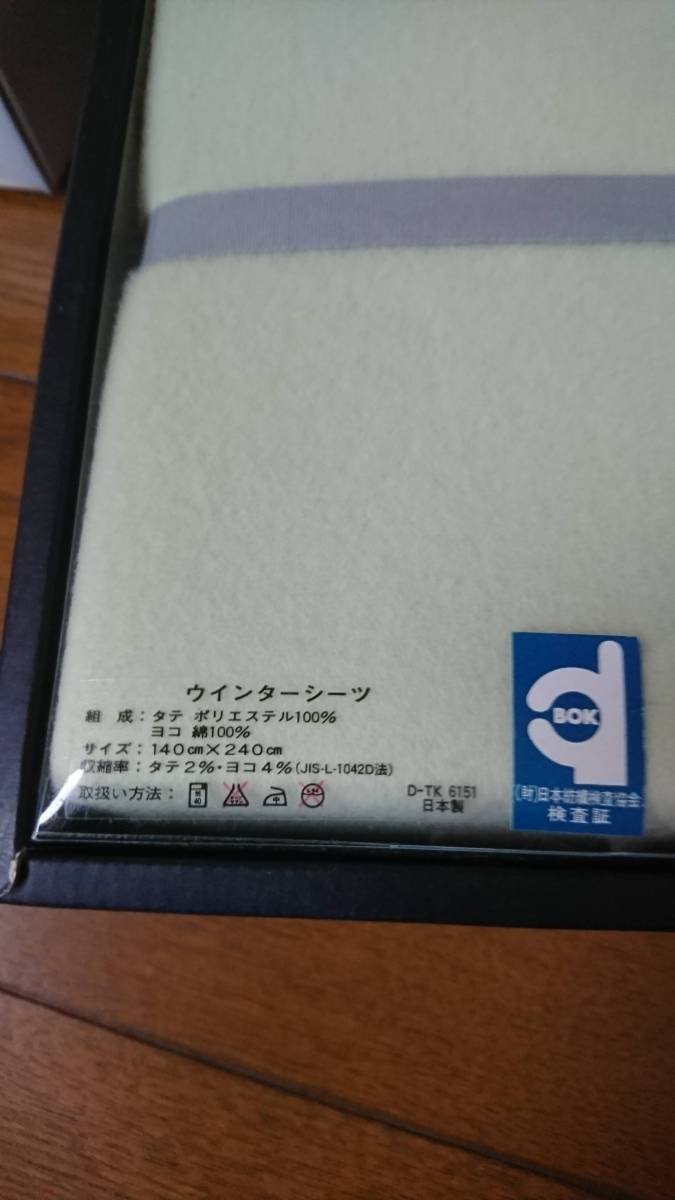 ウインターシーツ
組 成：タテ ポリエステル100%
ヨコ 綿100%
サイズ：140㎝×240㎝
収縮率：タテ2%・ヨコ4%(JIS-L-1042D法)
取扱い方法：
D-TK 6151
日本製
BOK
(財)日本紡績検査協会
検査証